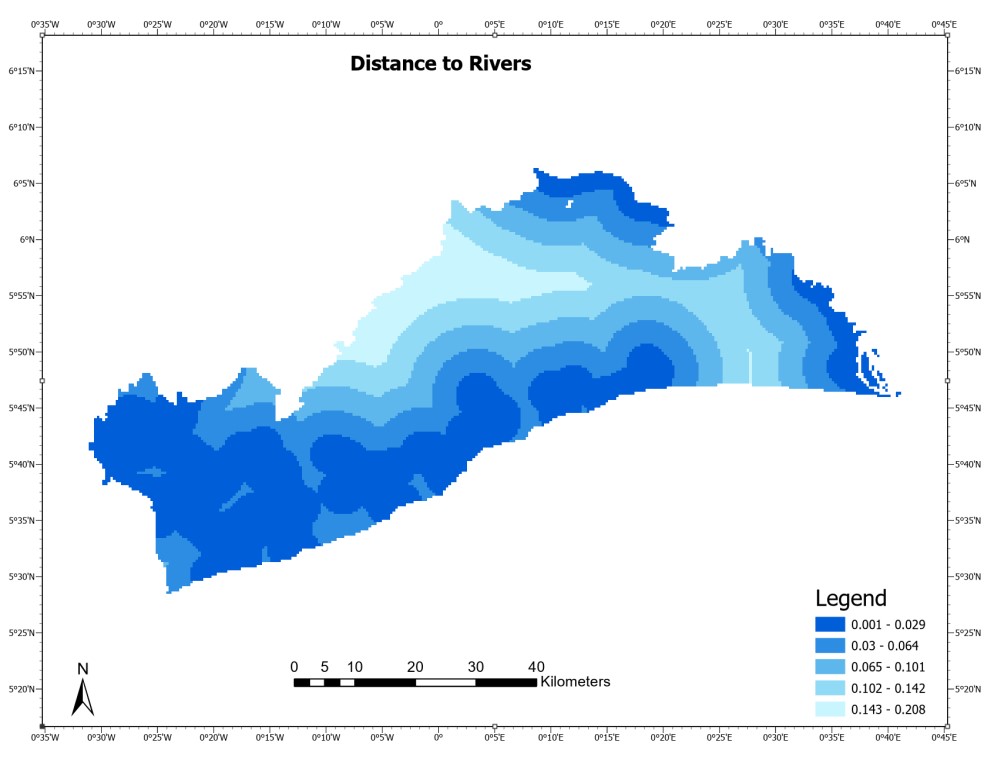 0°35'W 0°30'W 0°25'W 0°20'W 0°15'W 0°10'W 0°5'W 0° 0°5'E 0°10'E 0°15'E 0°20'E 0°25'E 0°30'E 0°35'E 0°40'E 0°45'E
Distance to Rivers
6°15'N 6°15'N
6°10'N 6°10'N
6°5'N 6°5'N
6°N 6°N
5°55'N 5°55'N
5°50'N 5°50'N
5°45'N 5°45'N
5°40'N 5°40'N
5°35'N 5°35'N
5°30'N 5°30'N
Legend
0.001 - 0.029
5°25'N 5°25'N
0.03 - 0.064
0.065 - 0.101
N
0 5 10 20 30 40
Kilometers
5°20'N 5°20'N
0.102 - 0.142
0.143 - 0.208
0°35'W 0°30'W 0°25'W 0°20'W 0°15'W 0°10'W 0°5'W 0° 0°5'E 0°10'E 0°15'E 0°20'E 0°25'E 0°30'E 0°35'E 0°40'E 0°45'E